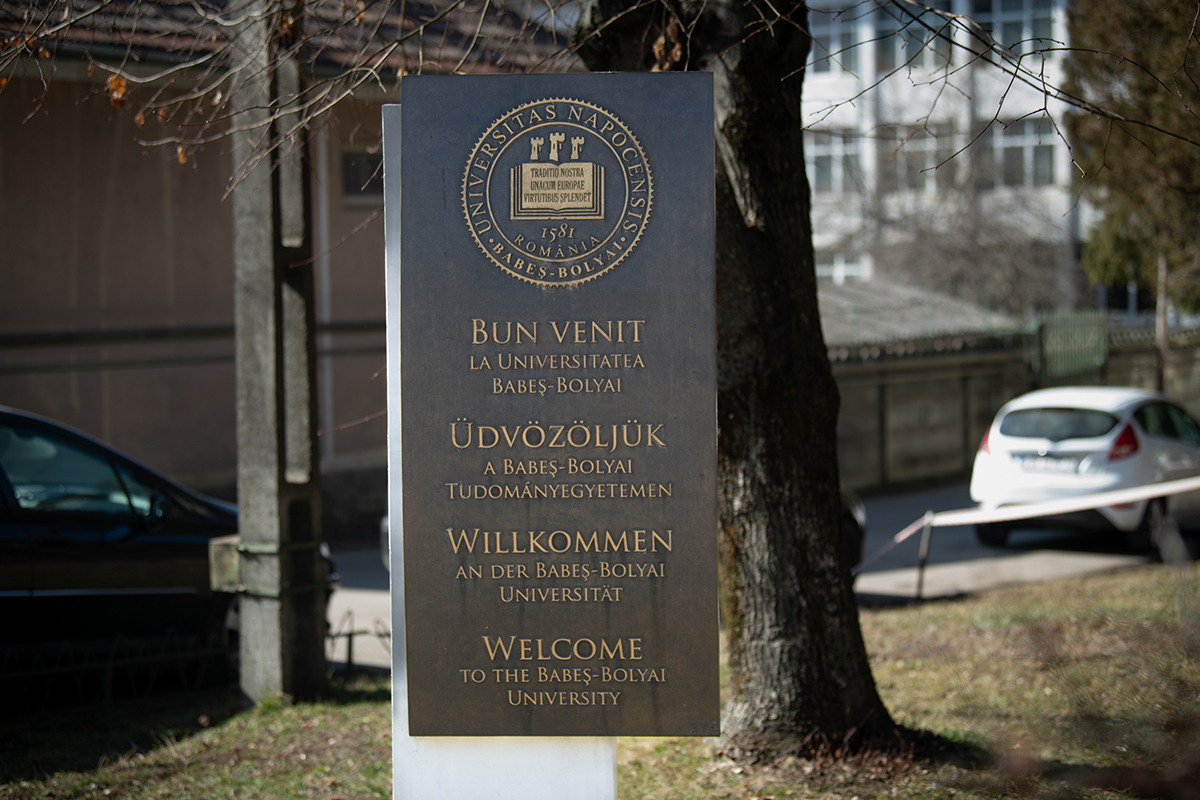 UNIVERSITAS NAPOCENSIS
TRADITIO NOSTRA
UNACUM EUROPAE
VIRTUTIBUS SPLENDET
1581
ROMÂNIA
BABEŞ-BOLYAI
BUN VENIT
LA UNIVERSITATEA
BABEŞ-BOLYAI
ÜDVÖZÖLJÜK
A BABEŞ-BOLYAI
TUDOMÁNYEGYETEMEN
WILLKOMMEN
AN DER BABEŞ-BOLYAI
UNIVERSITÄT
WELCOME
TO THE BABEŞ-BOLYAI
UNIVERSITY